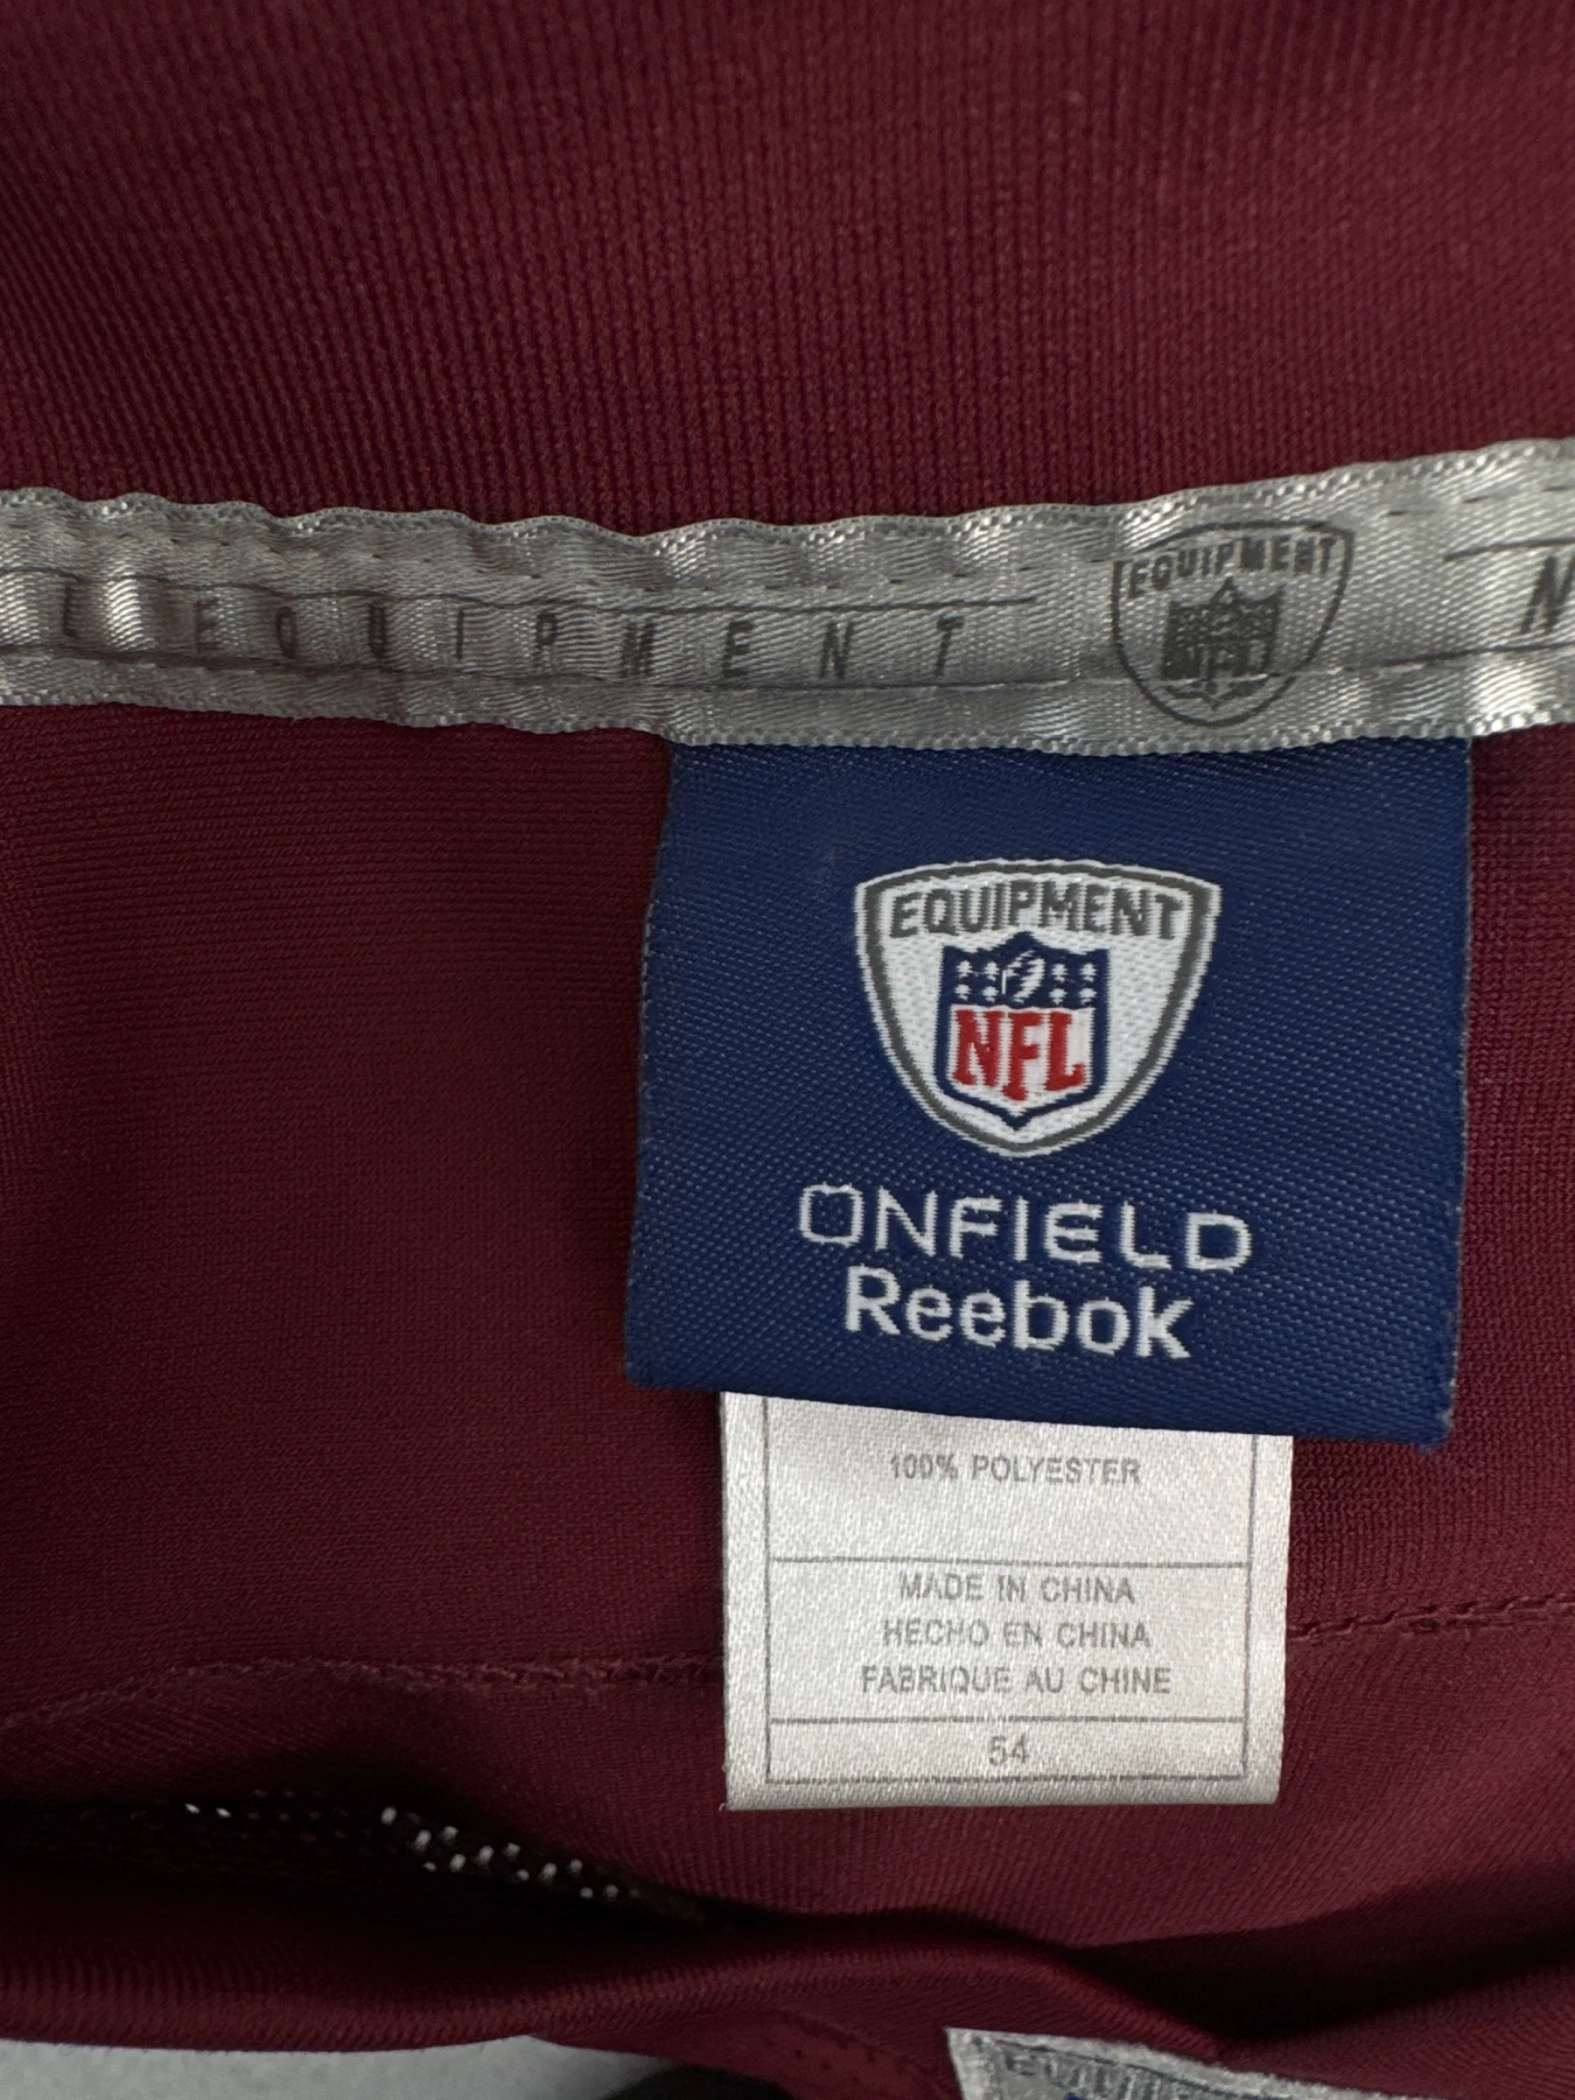 L EQUIPMENT
EQUIPMENT
NFL
N
EQUIPMENT
NFL
ONFIELD
Reebok
100% POLYESTER
MADE IN CHINA
HECHO EN CHINA
FABRIQUE AU CHINE
54